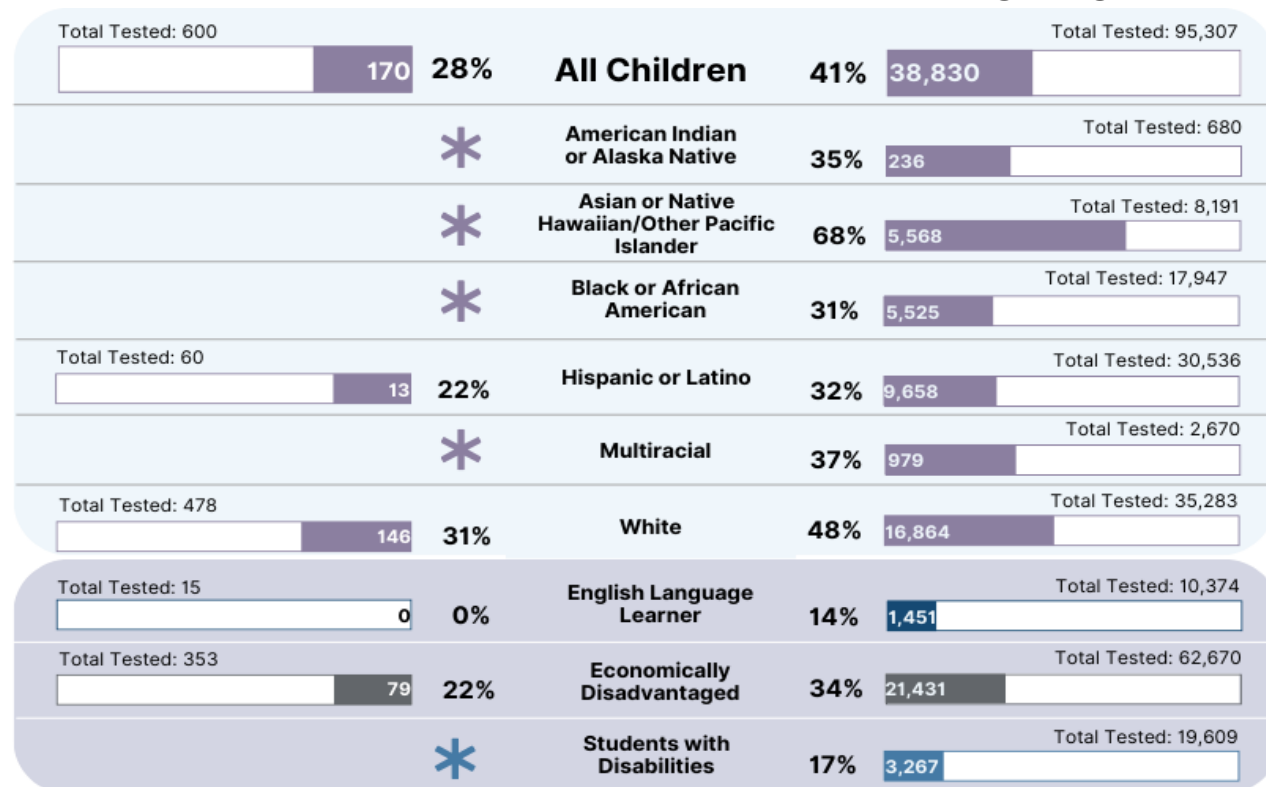 Total Tested: 600
Total Tested: 95,307
170 28% All Children 41% 38,830
Total Tested: 680
American Indian
or Alaska Native
35% 236
Total Tested: 8,191
Asian or Native
Hawaiian/Other Pacific
Islander
68% 5,568
Total Tested: 17,947
Black or African
American
31% 5,525
Total Tested: 60
Total Tested: 30,536
13 22% Hispanic or Latino 32% 9,658
Total Tested: 2,670
Multiracial 37% 979
Total Tested: 478
Total Tested: 35,283
146 31% White 48% 16,864
Total Tested: 15
Total Tested: 10,374
English Language
Learner
0 0% 14% 1,451
Total Tested: 353
Total Tested: 62,670
Economically
Disadvantaged
79 22% 34% 21,431
Total Tested: 19,609
Students with
Disabilities
17% 3,267